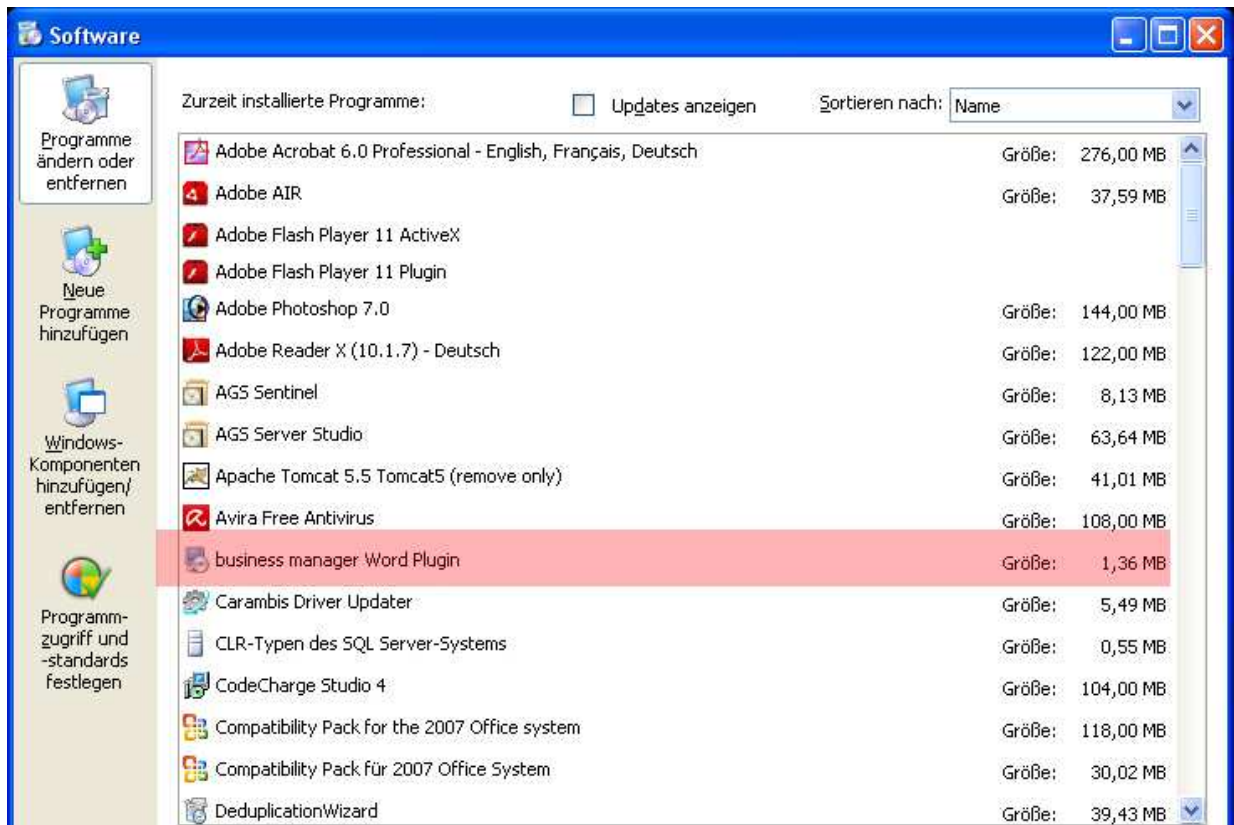 Software
Programme
ändern oder
entfernen
Neue
Programme
hinzufügen
Windows-
Komponenten
hinzufügen/
entfernen
Programm-
zugriff und
-standards
festlegen
Zurzeit installierte Programme: Updates anzeigen Sortieren nach: Name
Adobe Acrobat 6.0 Professional - English, Français, Deutsch Größe: 276,00 MB
Adobe AIR Größe: 37,59 MB
Adobe Flash Player 11 ActiveX
Adobe Flash Player 11 Plugin
Adobe Photoshop 7.0 Größe: 144,00 MB
Adobe Reader X (10.1.7) - Deutsch Größe: 122,00 MB
AGS Sentinel Größe: 8,13 MB
AGS Server Studio Größe: 63,64 MB
Apache Tomcat 5.5 Tomcat5 (remove only) Größe: 41,01 MB
Avira Free Antivirus Größe: 108,00 MB
business manager Word Plugin Größe: 1,36 MB
Carambis Driver Updater Größe: 5,49 MB
CLR-Typen des SQL Server-Systems Größe: 0,55 MB
CodeCharge Studio 4 Größe: 104,00 MB
Compatibility Pack for the 2007 Office system Größe: 118,00 MB
Compatibility Pack für 2007 Office System Größe: 30,02 MB
DeduplicationWizard Größe: 39,43 MB